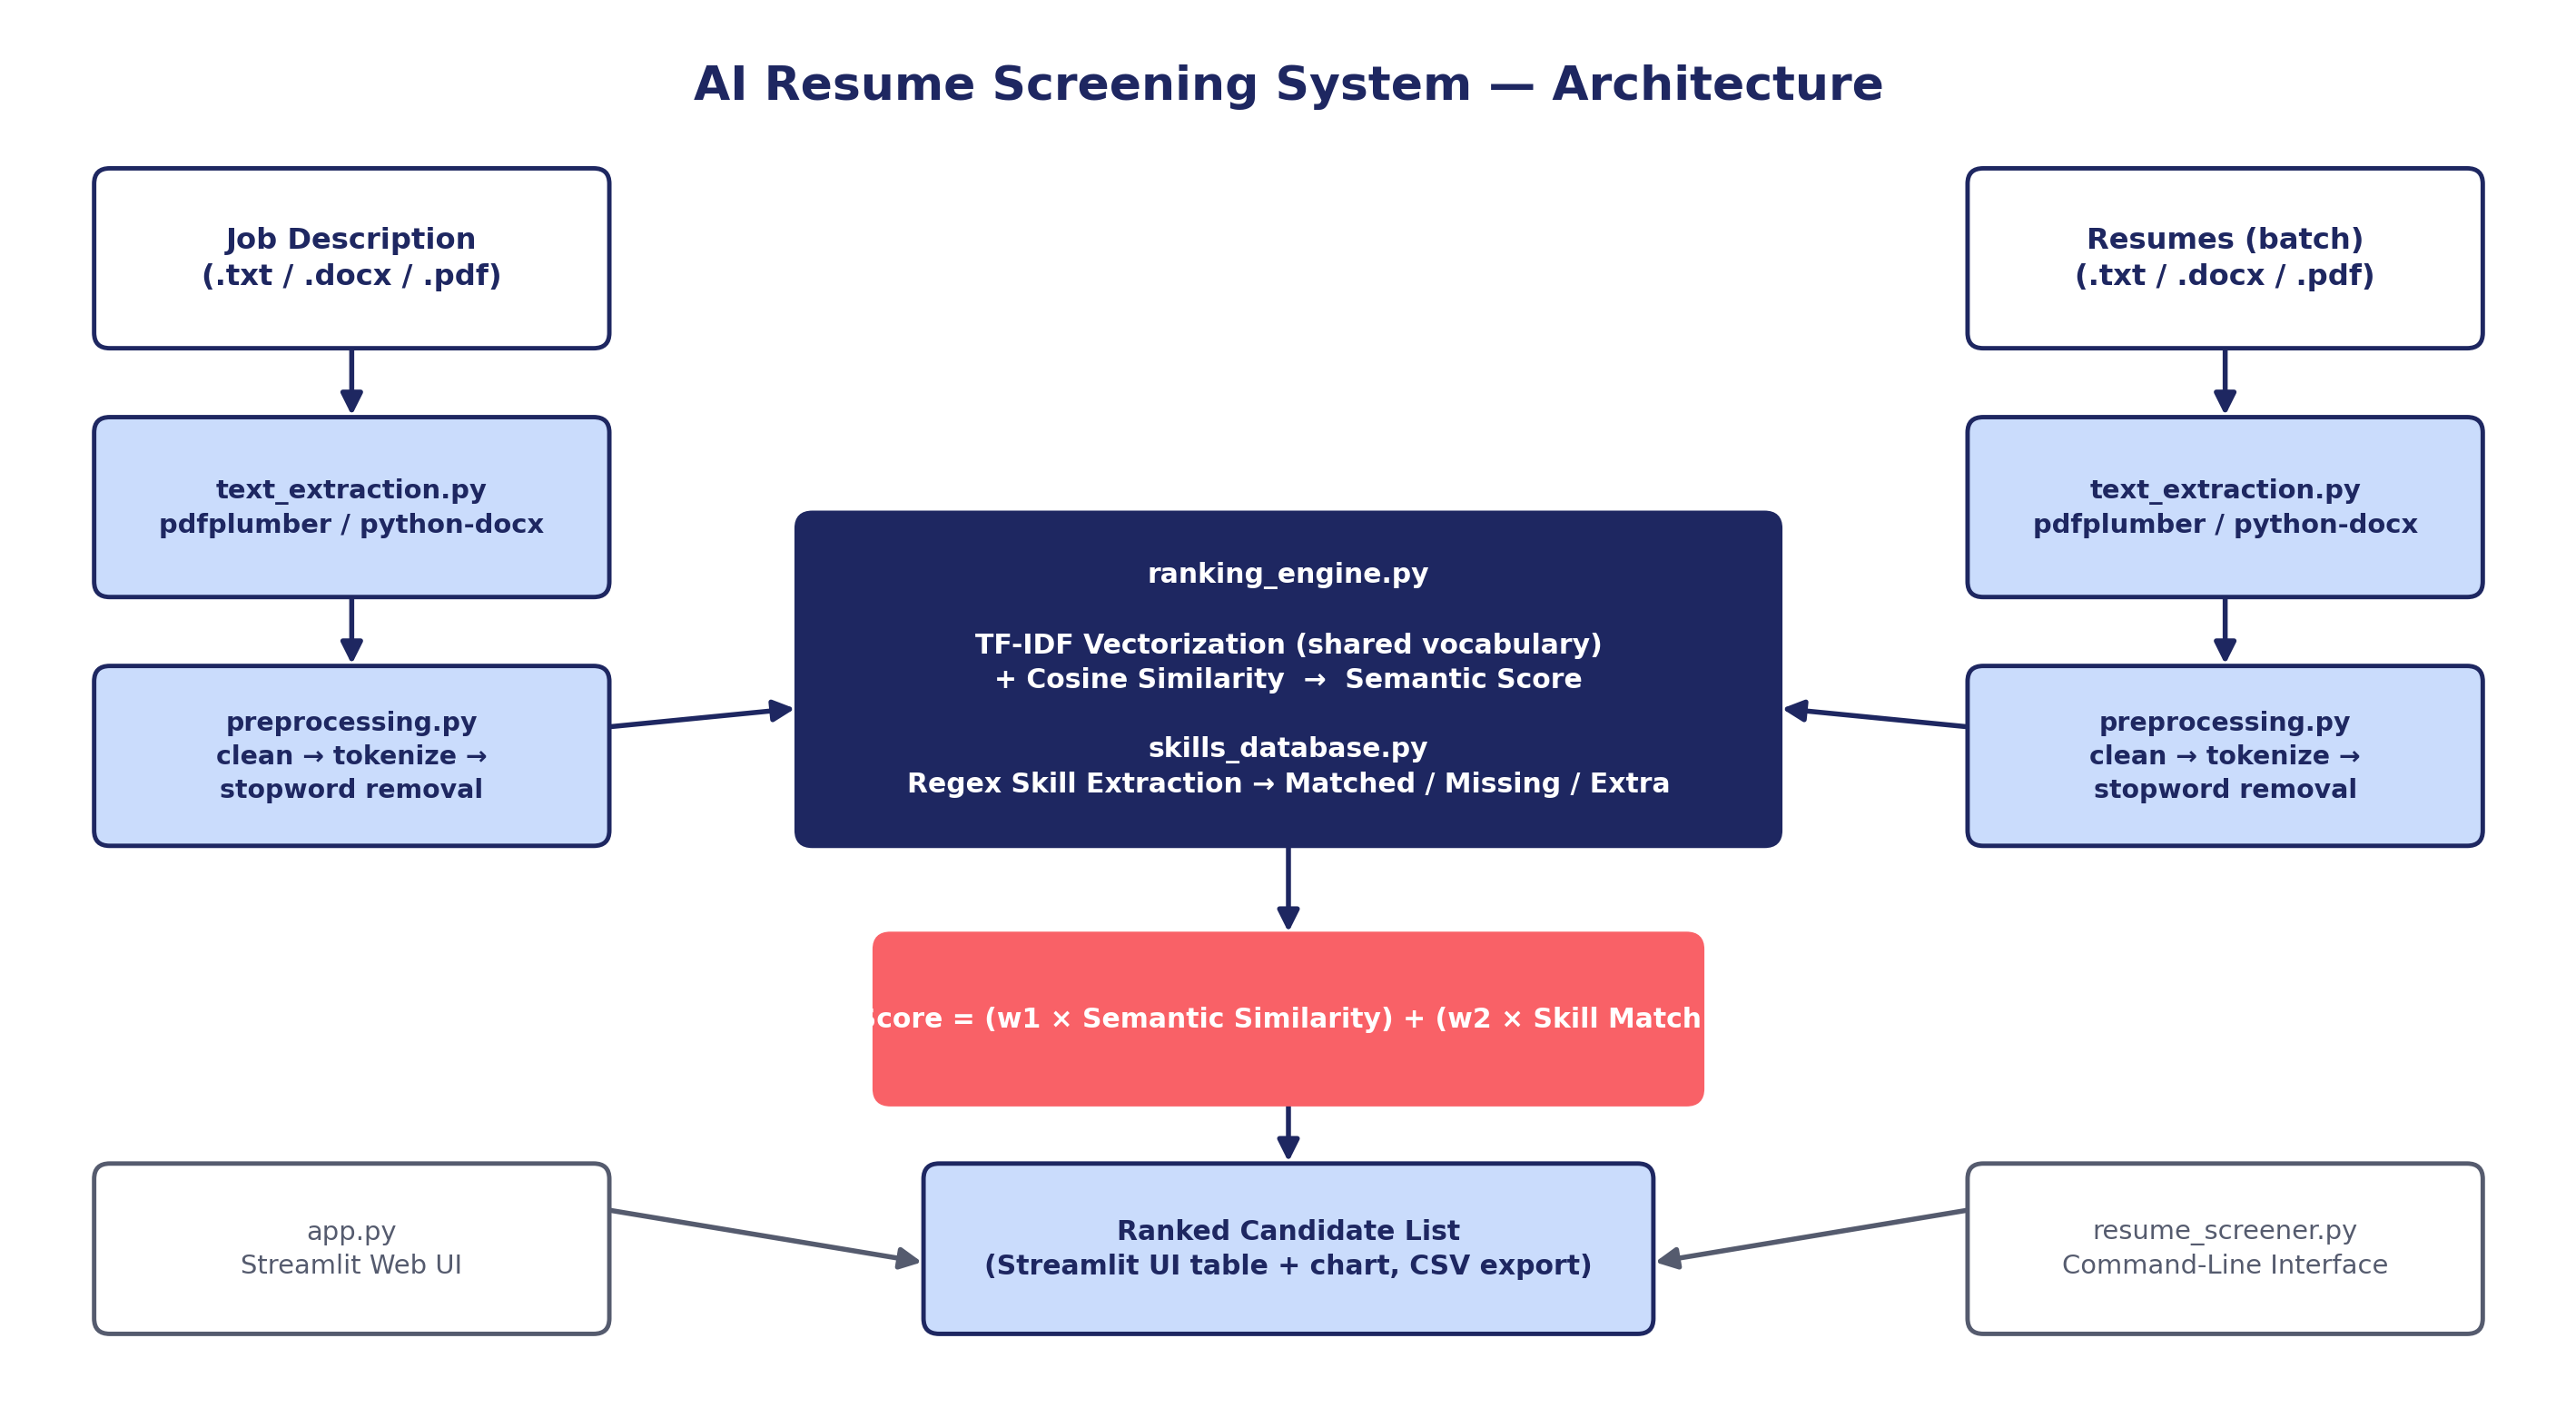 AI Resume Screening System — Architecture
Job Description
(.txt / .docx / .pdf)
Resumes (batch)
(.txt / .docx / .pdf)
text_extraction.py
pdfplumber / python-docx
text_extraction.py
pdfplumber / python-docx
ranking_engine.py
TF-IDF Vectorization (shared vocabulary)
+ Cosine Similarity → Semantic Score
skills_database.py
Regex Skill Extraction → Matched / Missing / Extra
preprocessing.py
clean → tokenize →
stopword removal
preprocessing.py
clean → tokenize →
stopword removal
Score = (w1 × Semantic Similarity) + (w2 × Skill Match
app.py
Streamlit Web UI
Ranked Candidate List
(Streamlit UI table + chart, CSV export)
resume_screener.py
Command-Line Interface